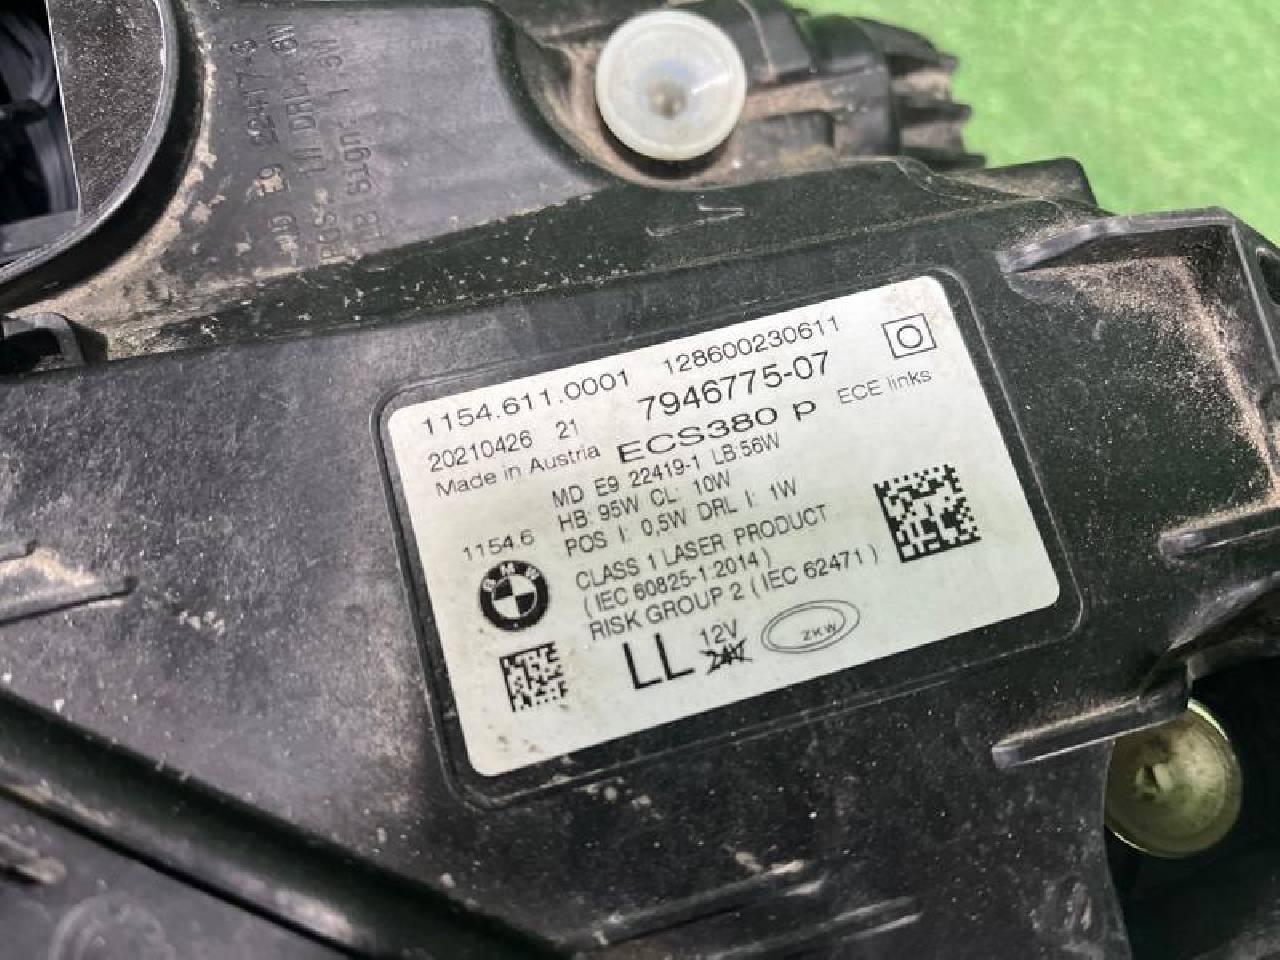 1154.611.0001 128600230611
20210426 21 7946775-07
Made in Austria ECS380 P ECE links
MD E9 22419-1 LB:56W
HB: 95W CL: 10W
POS I: 0,5W DRL I: 1W
1154.6
CLASS 1 LASER PRODUCT
(IEC 60825-1:2014)
RISK GROUP 2 (IEC 62471)
BMW
LL 12V
24V
ZKW